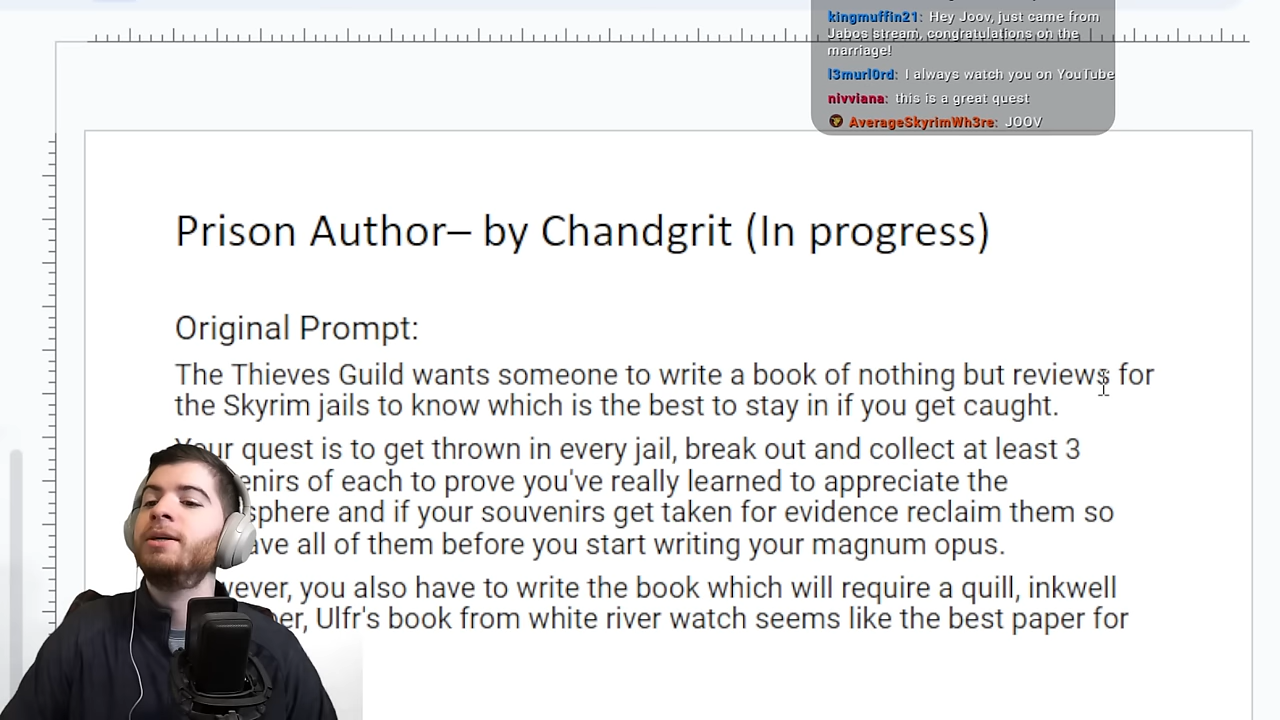 kingmuffin21: Hey Joov, just came from
Jabos stream, congratulations on the
marriage!
l3murl0rd: I always watch you on YouTube
nivviana: this is a great quest
AverageSkyrimWh3re: JOOV
Prison Author– by Chandgrit (In progress)
Original Prompt:
The Thieves Guild wants someone to write a book of nothing but reviews for
the Skyrim jails to know which is the best to stay in if you get caught.
Your quest is to get thrown in every jail, break out and collect at least 3
of each to prove you've really learned to appreciate the
and if your souvenirs get taken for evidence reclaim them so
all of them before you start writing your magnum opus.
you also have to write the book which will require a quill, inkwell
Ulfr's book from white river watch seems like the best paper for